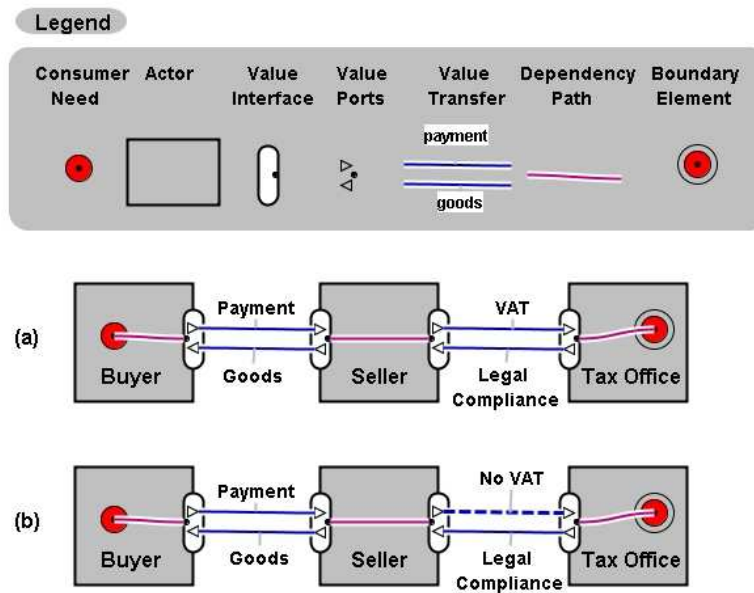 Legend
Consumer Need
Actor
Value Interface
Value Ports
Value Transfer
Dependency Path
Boundary Element
payment
goods
(a)
Payment
VAT
Buyer
Goods
Seller
Legal Compliance
Tax Office
(b)
Payment
No VAT
Buyer
Goods
Seller
Legal Compliance
Tax Office